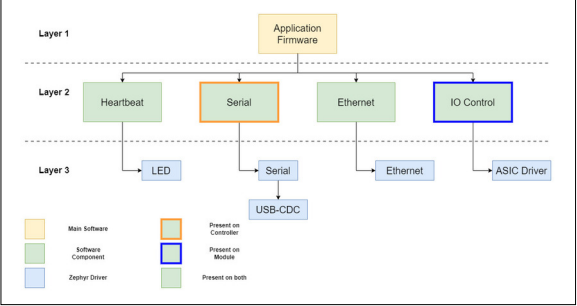 Layer 1
Application
Firmware
Layer 2
Heartbeat
Serial
Ethernet
IO Control
Layer 3
LED
Serial
Ethernet
ASIC Driver
USB-CDC
Main Software
Present on
Controller
Software
Component
Present on
Module
Zephyr Driver
Present on both